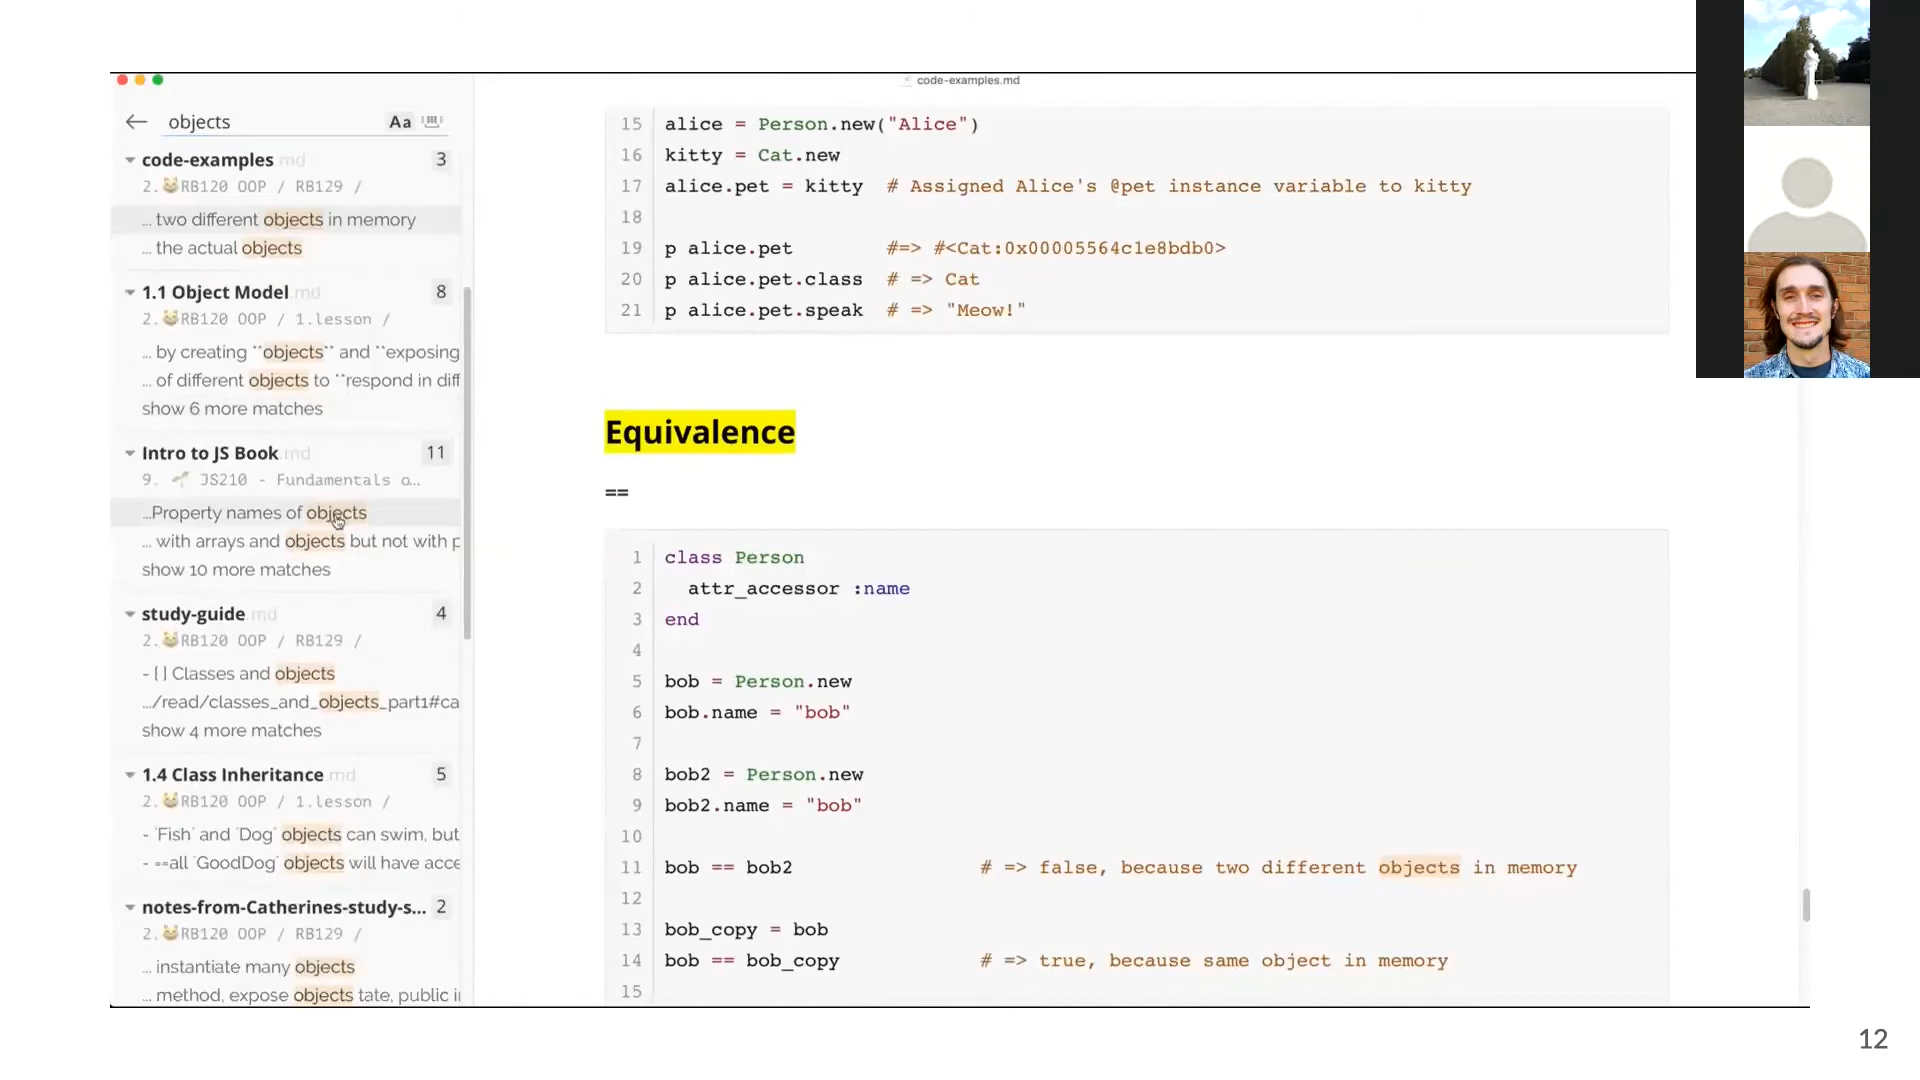 code-examples.md
objects
Aa
code-examples.md 3
2.😸RB120 OOP / RB129 /
... two different objects in memory
... the actual objects
1.1 Object Model.md 8
2.😸RB120 OOP / 1.lesson /
... by creating **objects** and **exposing
... of different objects to **respond in diff
show 6 more matches
Intro to JS Book.md 11
9. 🌱 JS210 - Fundamentals o…
...Property names of objects
... with arrays and objects but not with p
show 10 more matches
study-guide.md 4
2.😸RB120 OOP / RB129 /
- [ ] Classes and objects
.../read/classes_and_objects_part1#ca
show 4 more matches
1.4 Class Inheritance.md 5
2.😸RB120 OOP / 1.lesson /
- `Fish` and `Dog` objects can swim, but
- ==all `GoodDog` objects will have acce
notes-from-Catherines-study-s... 2
2.😸RB120 OOP / RB129 /
... instantiate many objects
... method, expose objects tate, public i
15 alice = Person.new("Alice")
16 kitty = Cat.new
17 alice.pet = kitty # Assigned Alice's @pet instance variable to kitty
18
19 p alice.pet #=> #<Cat:0x00005564c1e8bdb0>
20 p alice.pet.class # => Cat
21 p alice.pet.speak # => "Meow!"
Equivalence
==
1 class Person
2 attr_accessor :name
3 end
4
5 bob = Person.new
6 bob.name = "bob"
7
8 bob2 = Person.new
9 bob2.name = "bob"
10
11 bob == bob2 # => false, because two different objects in memory
12
13 bob_copy = bob
14 bob == bob_copy # => true, because same object in memory
15
12